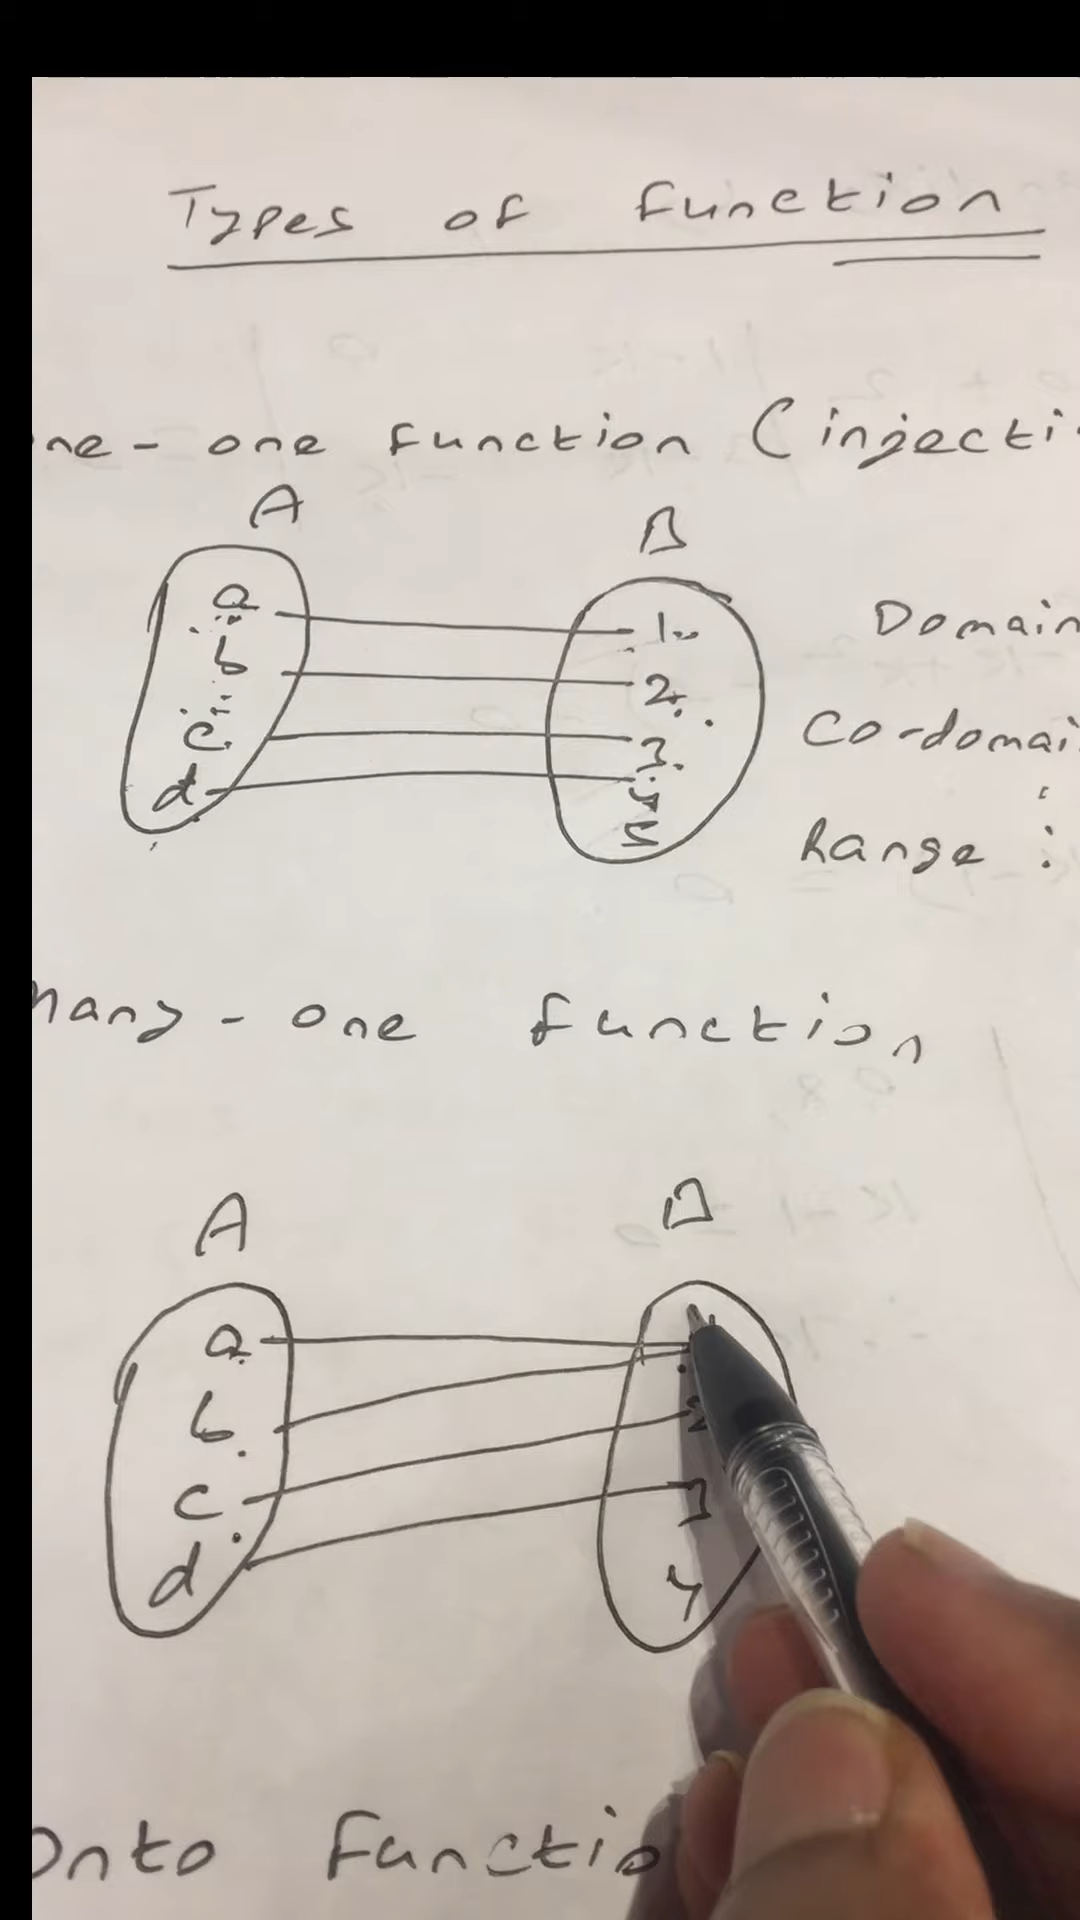 Types of function
ne - one function (injecti
A
B
a 1.
b 2.
c. 3.
d 4
5
Domain
Co-domai
Range :
many - one function
A
B
a
b 2
c 3
d 4
Onto Functio